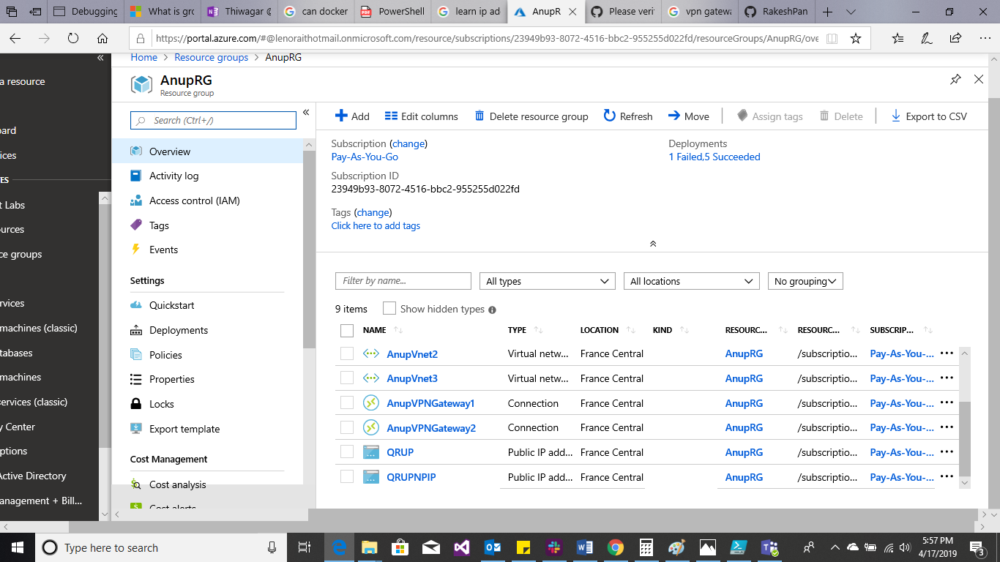 Debugging
What is gro
Thiwagar @
can docker
PowerShell
learn ip ad
AnupR
Please veri
vpn gatewa
RakeshPan
https://portal.azure.com/#@lenoraithotmail.onmicrosoft.com/resource/subscriptions/23949b93-8072-4516-bbc2-955255d022fd/resourceGroups/AnupRG/ove
Home > Resource groups > AnupRG
AnupRG
Resource group
a resource
ard
ices
ES
t Labs
ources
ce groups
rvices
machines (classic)
tabases
machines
services (classic)
y Center
ptions
Active Directory
anagement + Bill...
Search (Ctrl+/)
Overview
Activity log
Access control (IAM)
Tags
Events
Settings
Quickstart
Deployments
Policies
Properties
Locks
Export template
Cost Management
Cost analysis
Cost alerts
Add Edit columns Delete resource group Refresh Move Assign tags Delete Export to CSV
Subscription (change)
Pay-As-You-Go
Subscription ID
23949b93-8072-4516-bbc2-955255d022fd
Tags (change)
Click here to add tags
Deployments
1 Failed,5 Succeeded
Filter by name... All types All locations No grouping
9 items Show hidden types
NAME TYPE LOCATION KIND RESOURC... RESOURC... SUBSCRIP...
AnupVnet2 Virtual netw... France Central AnupRG /subscriptio... Pay-As-You-...
AnupVnet3 Virtual netw... France Central AnupRG /subscriptio... Pay-As-You-...
AnupVPNGateway1 Connection France Central AnupRG /subscriptio... Pay-As-You-...
AnupVPNGateway2 Connection France Central AnupRG /subscriptio... Pay-As-You-...
QRUP Public IP add... France Central AnupRG /subscriptio... Pay-As-You-...
QRUPNPIP Public IP add... France Central AnupRG /subscriptio... Pay-As-You-...
Type here to search
5:57 PM
4/17/2019
3